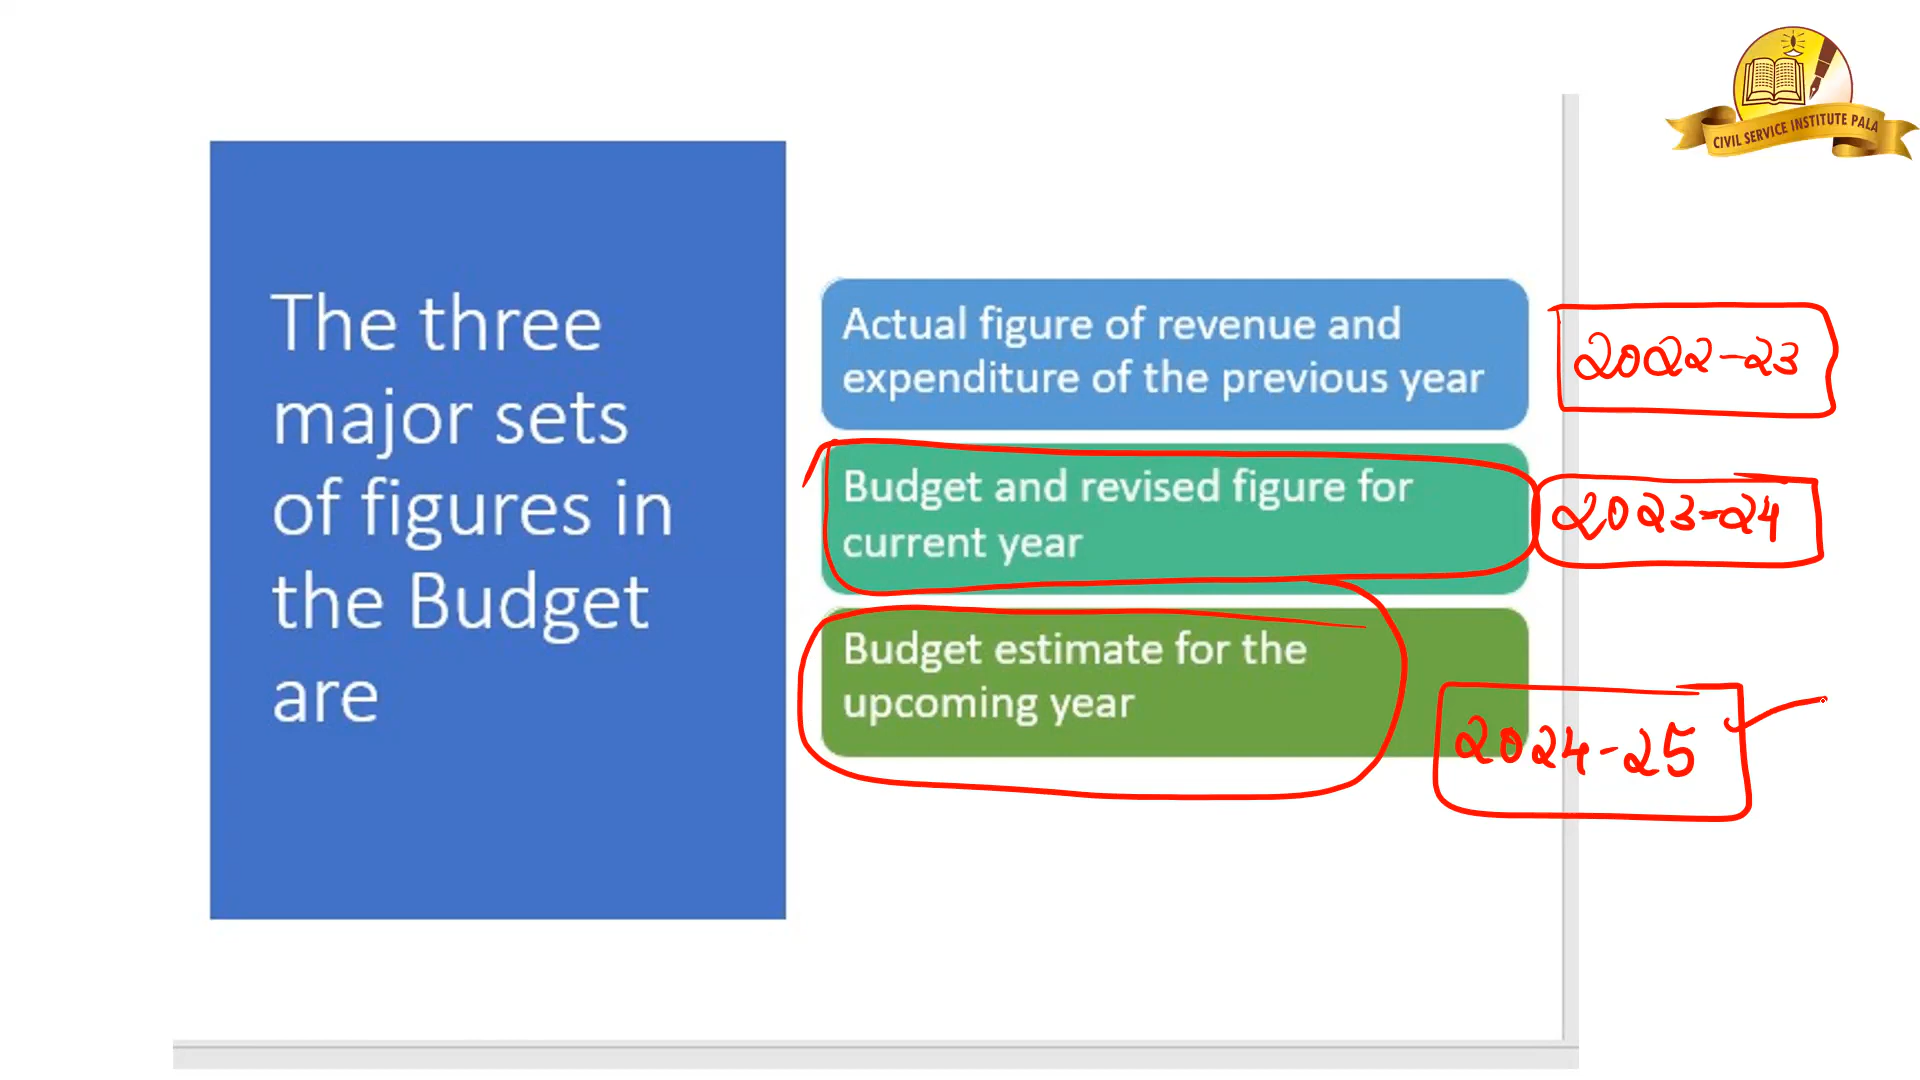 CIVIL SERVICE INSTITUTE PALA
The three
major sets
of figures in
the Budget
are
Actual figure of revenue and
expenditure of the previous year
2022-23
Budget and revised figure for
current year
2023-24
Budget estimate for the
upcoming year
2024-25